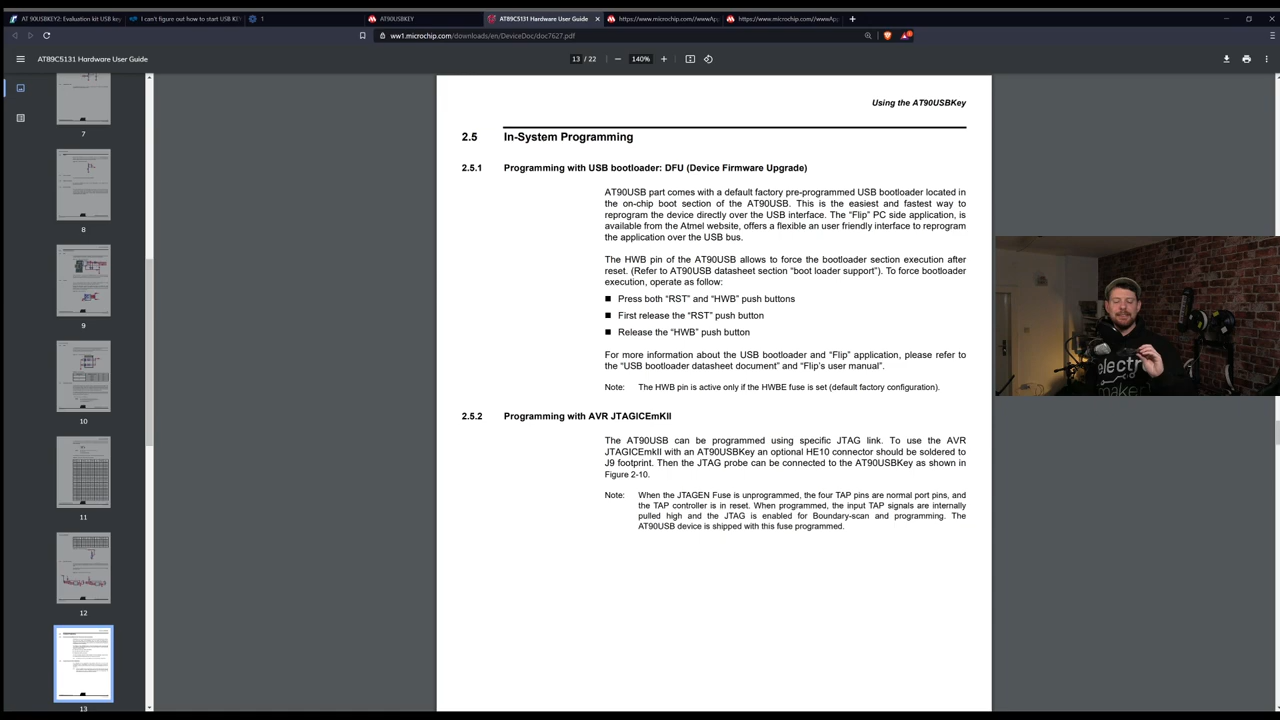 AT 90USBKEY2: Evaluation kit USB key
I can't figure out how to start USB KEY
1
AT90USBKEY
AT89C5131 Hardware User Guide
https://www.microchip.com//wwwAp
https://www.microchip.com//wwwApp
ww1.microchip.com/downloads/en/DeviceDoc/doc7627.pdf
AT89C5131 Hardware User Guide
13 / 22
140%
7
8
9
10
11
12
13
Using the AT90USBKey
2.5 In-System Programming
2.5.1 Programming with USB bootloader: DFU (Device Firmware Upgrade)
AT90USB part comes with a default factory pre-programmed USB bootloader located in
the on-chip boot section of the AT90USB. This is the easiest and fastest way to
reprogram the device directly over the USB interface. The “Flip” PC side application, is
available from the Atmel website, offers a flexible an user friendly interface to reprogram
the application over the USB bus.
The HWB pin of the AT90USB allows to force the bootloader section execution after
reset. (Refer to AT90USB datasheet section “boot loader support”). To force bootloader
execution, operate as follow:
■ Press both “RST” and “HWB” push buttons
■ First release the “RST” push button
■ Release the “HWB” push button
For more information about the USB bootloader and “Flip” application, please refer to
the “USB bootloader datasheet document” and “Flip’s user manual”.
Note: The HWB pin is active only if the HWBE fuse is set (default factory configuration).
2.5.2 Programming with AVR JTAGICEmKII
The AT90USB can be programmed using specific JTAG link. To use the AVR
JTAGICEmkII with an AT90USBKey an optional HE10 connector should be soldered to
J9 footprint. Then the JTAG probe can be connected to the AT90USBKey as shown in
Figure 2-10.
Note: When the JTAGEN Fuse is unprogrammed, the four TAP pins are normal port pins, and
the TAP controller is in reset. When programmed, the input TAP signals are internally
pulled high and the JTAG is enabled for Boundary-scan and programming. The
AT90USB device is shipped with this fuse programmed.
electr
maker